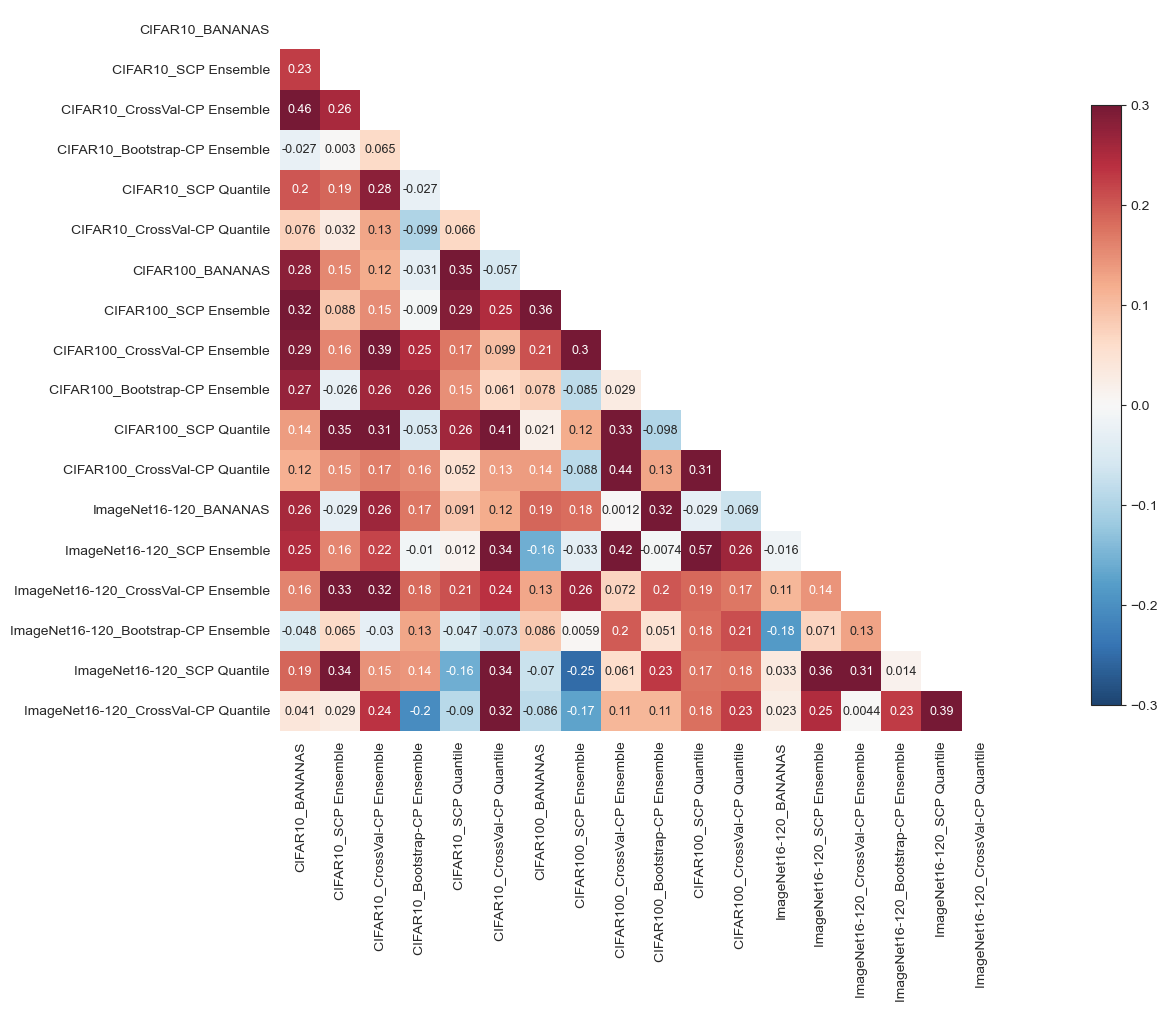 CIFAR10_BANANAS
CIFAR10_SCP Ensemble 0.23
CIFAR10_CrossVal-CP Ensemble 0.46 0.26
CIFAR10_Bootstrap-CP Ensemble -0.027 0.003 0.065
CIFAR10_SCP Quantile 0.2 0.19 0.28 -0.027
CIFAR10_CrossVal-CP Quantile 0.076 0.032 0.13 -0.099 0.066
CIFAR100_BANANAS 0.28 0.15 0.12 -0.031 0.35 -0.057
CIFAR100_SCP Ensemble 0.32 0.088 0.15 -0.009 0.29 0.25 0.36
CIFAR100_CrossVal-CP Ensemble 0.29 0.16 0.39 0.25 0.17 0.099 0.21 0.3
CIFAR100_Bootstrap-CP Ensemble 0.27 -0.026 0.26 0.26 0.15 0.061 0.078 -0.085 0.029
CIFAR100_SCP Quantile 0.14 0.35 0.31 -0.053 0.26 0.41 0.021 0.12 0.33 -0.098
CIFAR100_CrossVal-CP Quantile 0.12 0.15 0.17 0.16 0.052 0.13 0.14 -0.088 0.44 0.13 0.31
ImageNet16-120_BANANAS 0.26 -0.029 0.26 0.17 0.091 0.12 0.19 0.18 0.0012 0.32 -0.029 -0.069
ImageNet16-120_SCP Ensemble 0.25 0.16 0.22 -0.01 0.012 0.34 -0.16 -0.033 0.42 -0.0074 0.57 0.26 -0.016
ImageNet16-120_CrossVal-CP Ensemble 0.16 0.33 0.32 0.18 0.21 0.24 0.13 0.26 0.072 0.2 0.19 0.17 0.11 0.14
ImageNet16-120_Bootstrap-CP Ensemble -0.048 0.065 -0.03 0.13 -0.047 -0.073 0.086 0.0059 0.2 0.051 0.18 0.21 -0.18 0.071 0.13
ImageNet16-120_SCP Quantile 0.19 0.34 0.15 0.14 -0.16 0.34 -0.07 -0.25 0.061 0.23 0.17 0.18 0.033 0.36 0.31 0.014
ImageNet16-120_CrossVal-CP Quantile 0.041 0.029 0.24 -0.2 -0.09 0.32 -0.086 -0.17 0.11 0.11 0.18 0.23 0.023 0.25 0.0044 0.23 0.39
CIFAR10_BANANAS
CIFAR10_SCP Ensemble
CIFAR10_CrossVal-CP Ensemble
CIFAR10_Bootstrap-CP Ensemble
CIFAR10_SCP Quantile
CIFAR10_CrossVal-CP Quantile
CIFAR100_BANANAS
CIFAR100_SCP Ensemble
CIFAR100_CrossVal-CP Ensemble
CIFAR100_Bootstrap-CP Ensemble
CIFAR100_SCP Quantile
CIFAR100_CrossVal-CP Quantile
ImageNet16-120_BANANAS
ImageNet16-120_SCP Ensemble
ImageNet16-120_CrossVal-CP Ensemble
ImageNet16-120_Bootstrap-CP Ensemble
ImageNet16-120_SCP Quantile
ImageNet16-120_CrossVal-CP Quantile
0.3
0.2
0.1
0.0
−0.1
−0.2
−0.3